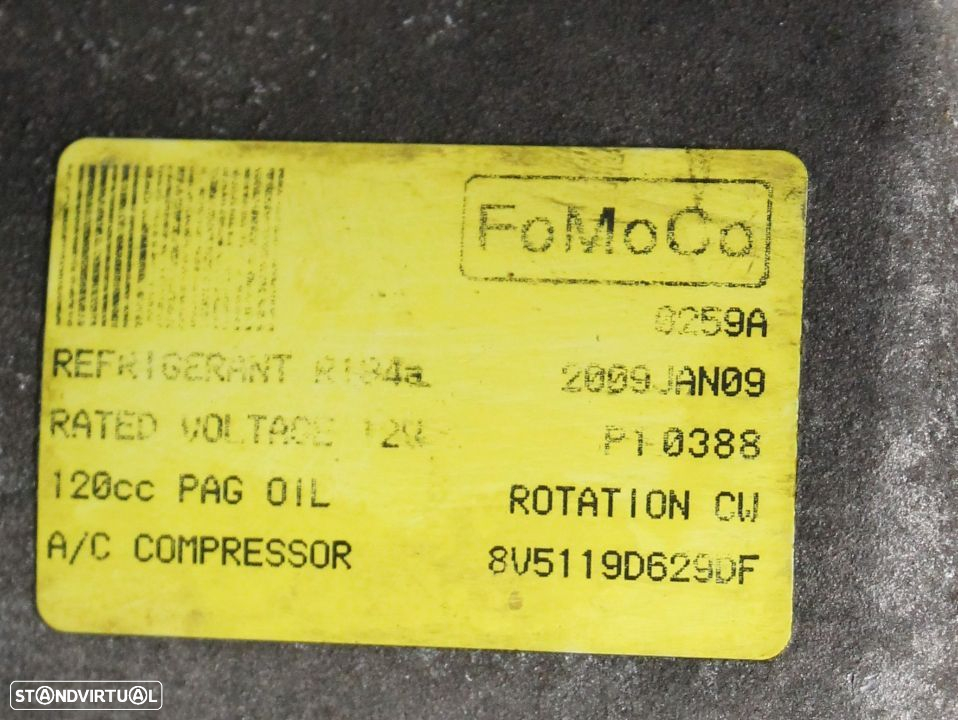 FoMoCo
0259A
REFRIGERANT R134a
2009JAN09
RATED VOLTAGE 12V
P1-0388
120cc PAG OIL
ROTATION CW
A/C COMPRESSOR
8V5119D629DF
STANDVIRTUAL